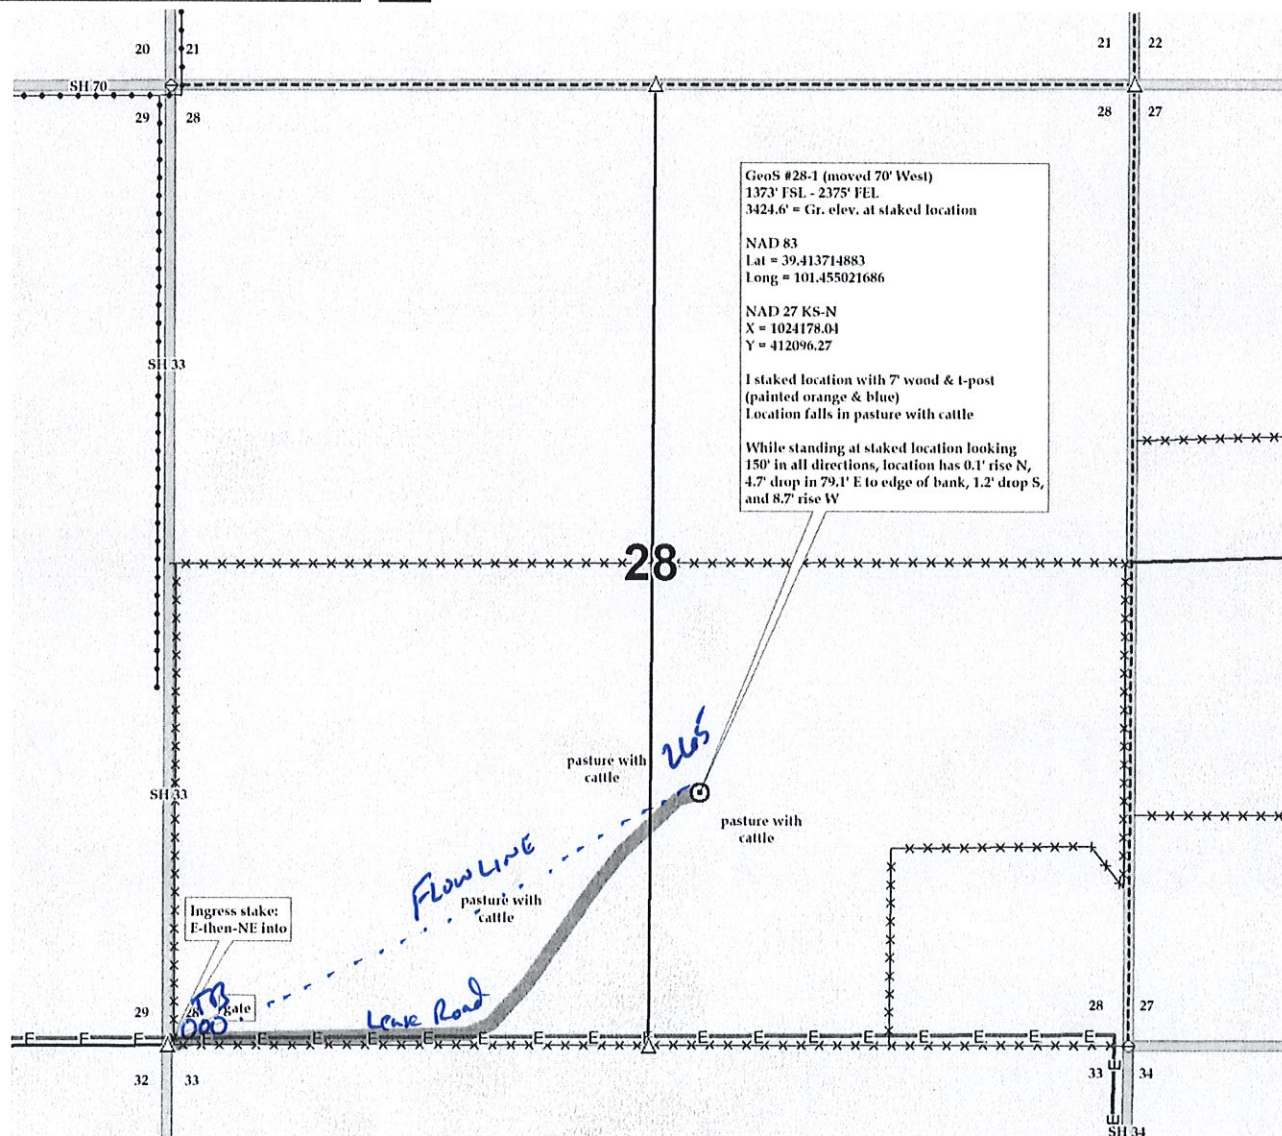 20 21
21 22
SH 70
29 28
28 27
GeoS #28-1 (moved 70' West)
1373' FSL - 2375' FEL
3424.6' = Gr. elev. at staked location
NAD 83
Lat = 39.413714883
Long = 101.455021686
NAD 27 KS-N
X = 1024178.04
Y = 412096.27
I staked location with 7' wood & t-post
(painted orange & blue)
Location falls in pasture with cattle
While standing at staked location looking
150' in all directions, location has 0.1' rise N,
4.7' drop in 79.1' E to edge of bank, 1.2' drop S,
and 8.7' rise W
SH 33
28
pasture with
cattle
SH 33
pasture with
cattle
FLOWLINE
pasture with
cattle
Ingress stake:
E-then-NE into
TB
gate
29 28
Lease Road
28 27
E E E E E E E E E E E E E E E E E E E
32 33
33 34
E
E
SH 34